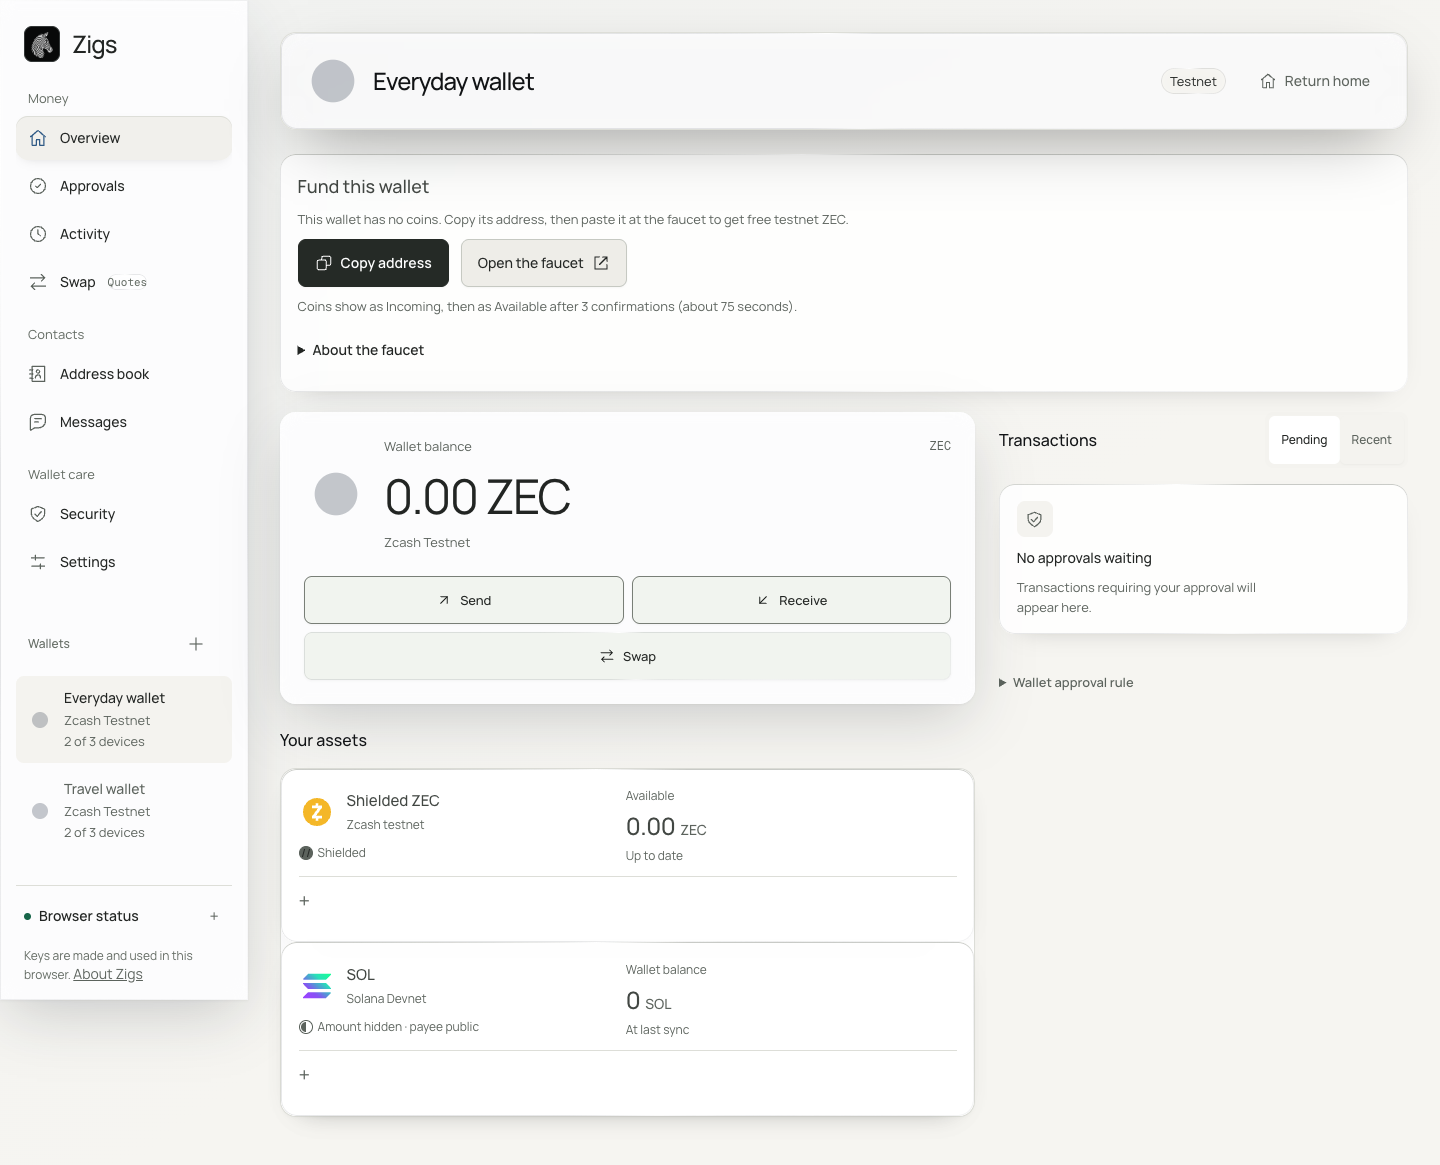 Zigs
Money
Overview
Approvals
Activity
Swap Quotes
Contacts
Address book
Messages
Wallet care
Security
Settings
Wallets
Everyday wallet
Zcash Testnet
2 of 3 devices
Travel wallet
Zcash Testnet
2 of 3 devices
Browser status
Keys are made and used in this
browser. About Zigs
Everyday wallet
Testnet
Return home
Fund this wallet
This wallet has no coins. Copy its address, then paste it at the faucet to get free testnet ZEC.
Copy address
Open the faucet
Coins show as Incoming, then as Available after 3 confirmations (about 75 seconds).
About the faucet
Wallet balance
ZEC
0.00 ZEC
Zcash Testnet
Send
Receive
Swap
Transactions
Pending
Recent
No approvals waiting
Transactions requiring your approval will
appear here.
Wallet approval rule
Your assets
Shielded ZEC
Zcash testnet
Shielded
Available
0.00 ZEC
Up to date
SOL
Solana Devnet
Amount hidden · payee public
Wallet balance
0 SOL
At last sync